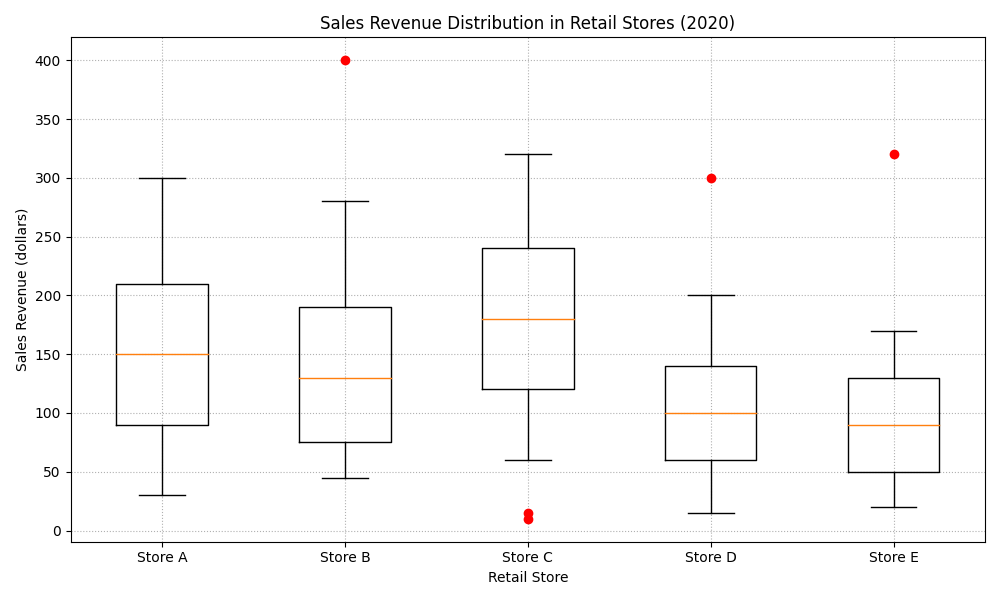 Sales Revenue Distribution in Retail Stores (2020)
Sales Revenue (dollars)
400
350
300
250
200
150
100
50
0
Store A Store B Store C Store D Store E
Retail Store